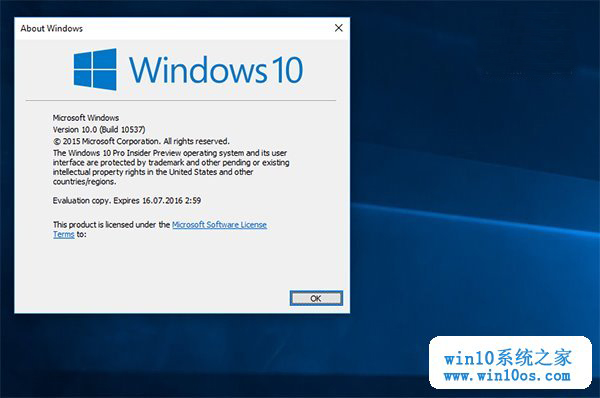 About Windows
Windows 10
Microsoft Windows
Version 10.0 (Build 10537)
© 2015 Microsoft Corporation. All rights reserved.
The Windows 10 Pro Insider Preview operating system and its user
interface are protected by trademark and other pending or existing
intellectual property rights in the United States and other
countries/regions.
Evaluation copy. Expires 16.07.2016 2:59
This product is licensed under the Microsoft Software License
Terms to:
OK
win10系统之家
www.win10os.com